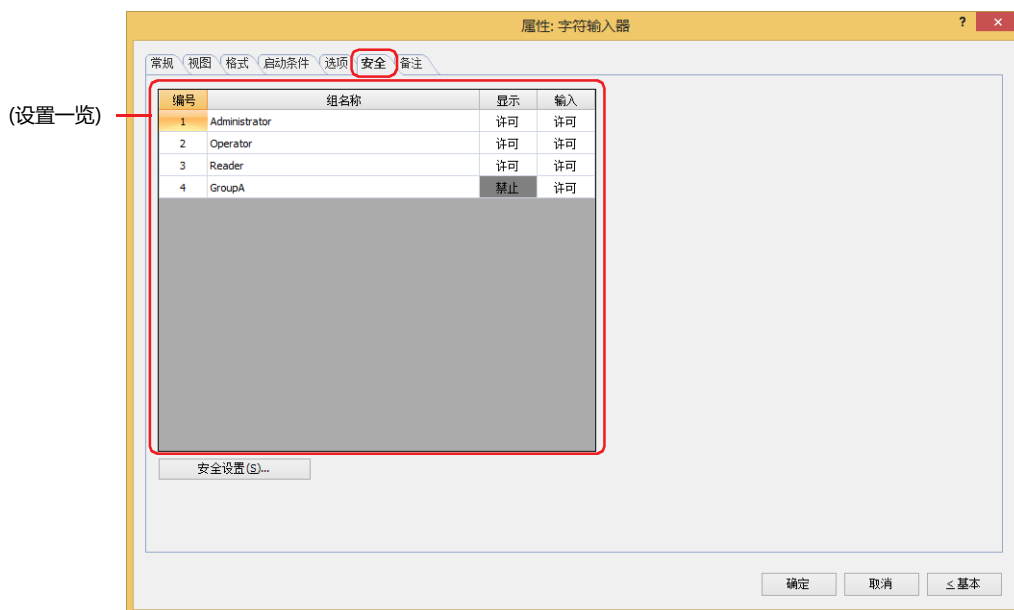 属性: 字符输入器
? ×
常规 视图 格式 启动条件 选项 安全 备注
(设置一览)
编号 组名称 显示 输入
1 Administrator 许可 许可
2 Operator 许可 许可
3 Reader 许可 许可
4 GroupA 禁止 许可
安全设置(S)...
确定 取消 ≤基本